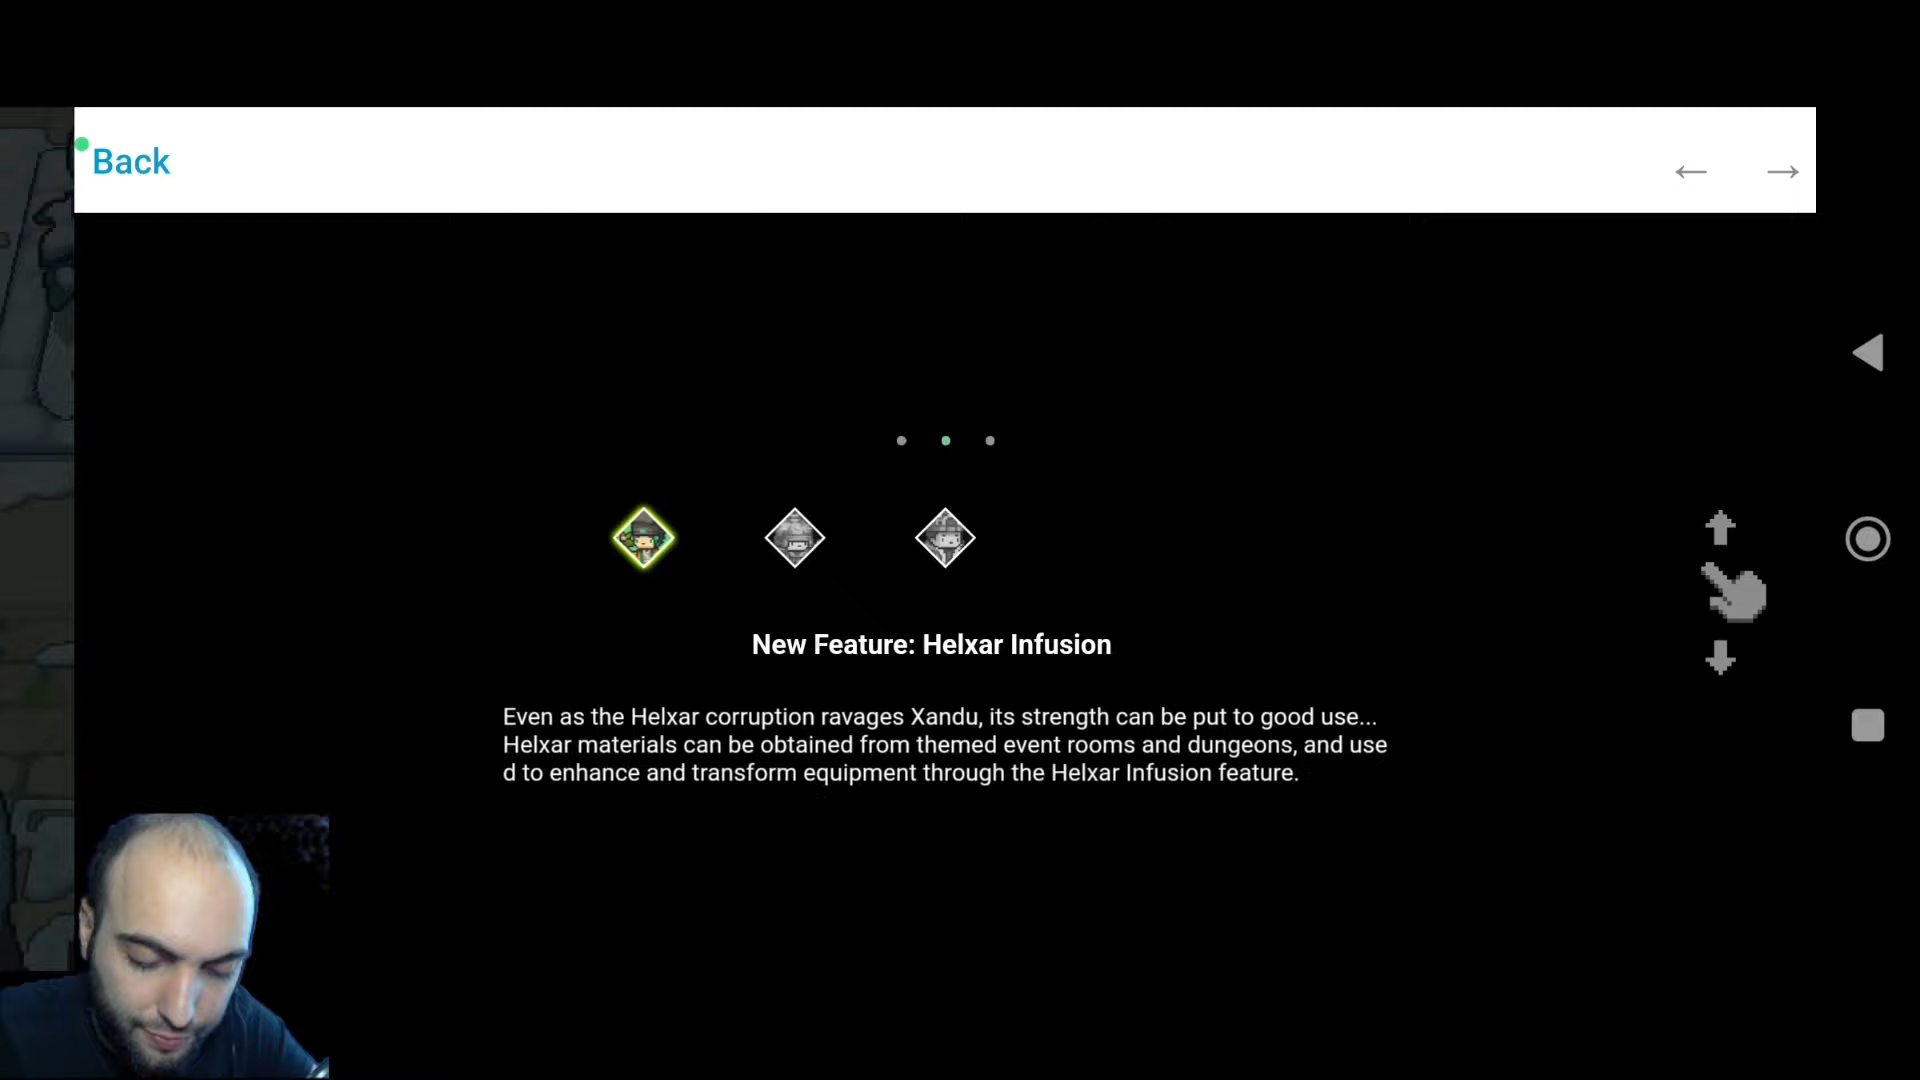 Back
New Feature: Helxar Infusion
Even as the Helxar corruption ravages Xandu, its strength can be put to good use...
Helxar materials can be obtained from themed event rooms and dungeons, and use
d to enhance and transform equipment through the Helxar Infusion feature.